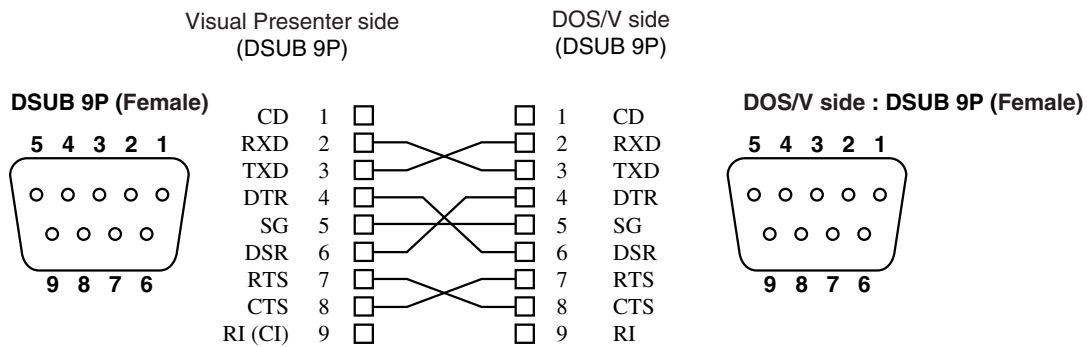 Visual Presenter side
(DSUB 9P)
DOS/V side
(DSUB 9P)
DSUB 9P (Female)
5 4 3 2 1
9 8 7 6
CD 1
RXD 2
TXD 3
DTR 4
SG 5
DSR 6
RTS 7
CTS 8
RI (CI) 9
1 CD
2 RXD
3 TXD
4 DTR
5 SG
6 DSR
7 RTS
8 CTS
9 RI
DOS/V side : DSUB 9P (Female)
5 4 3 2 1
9 8 7 6